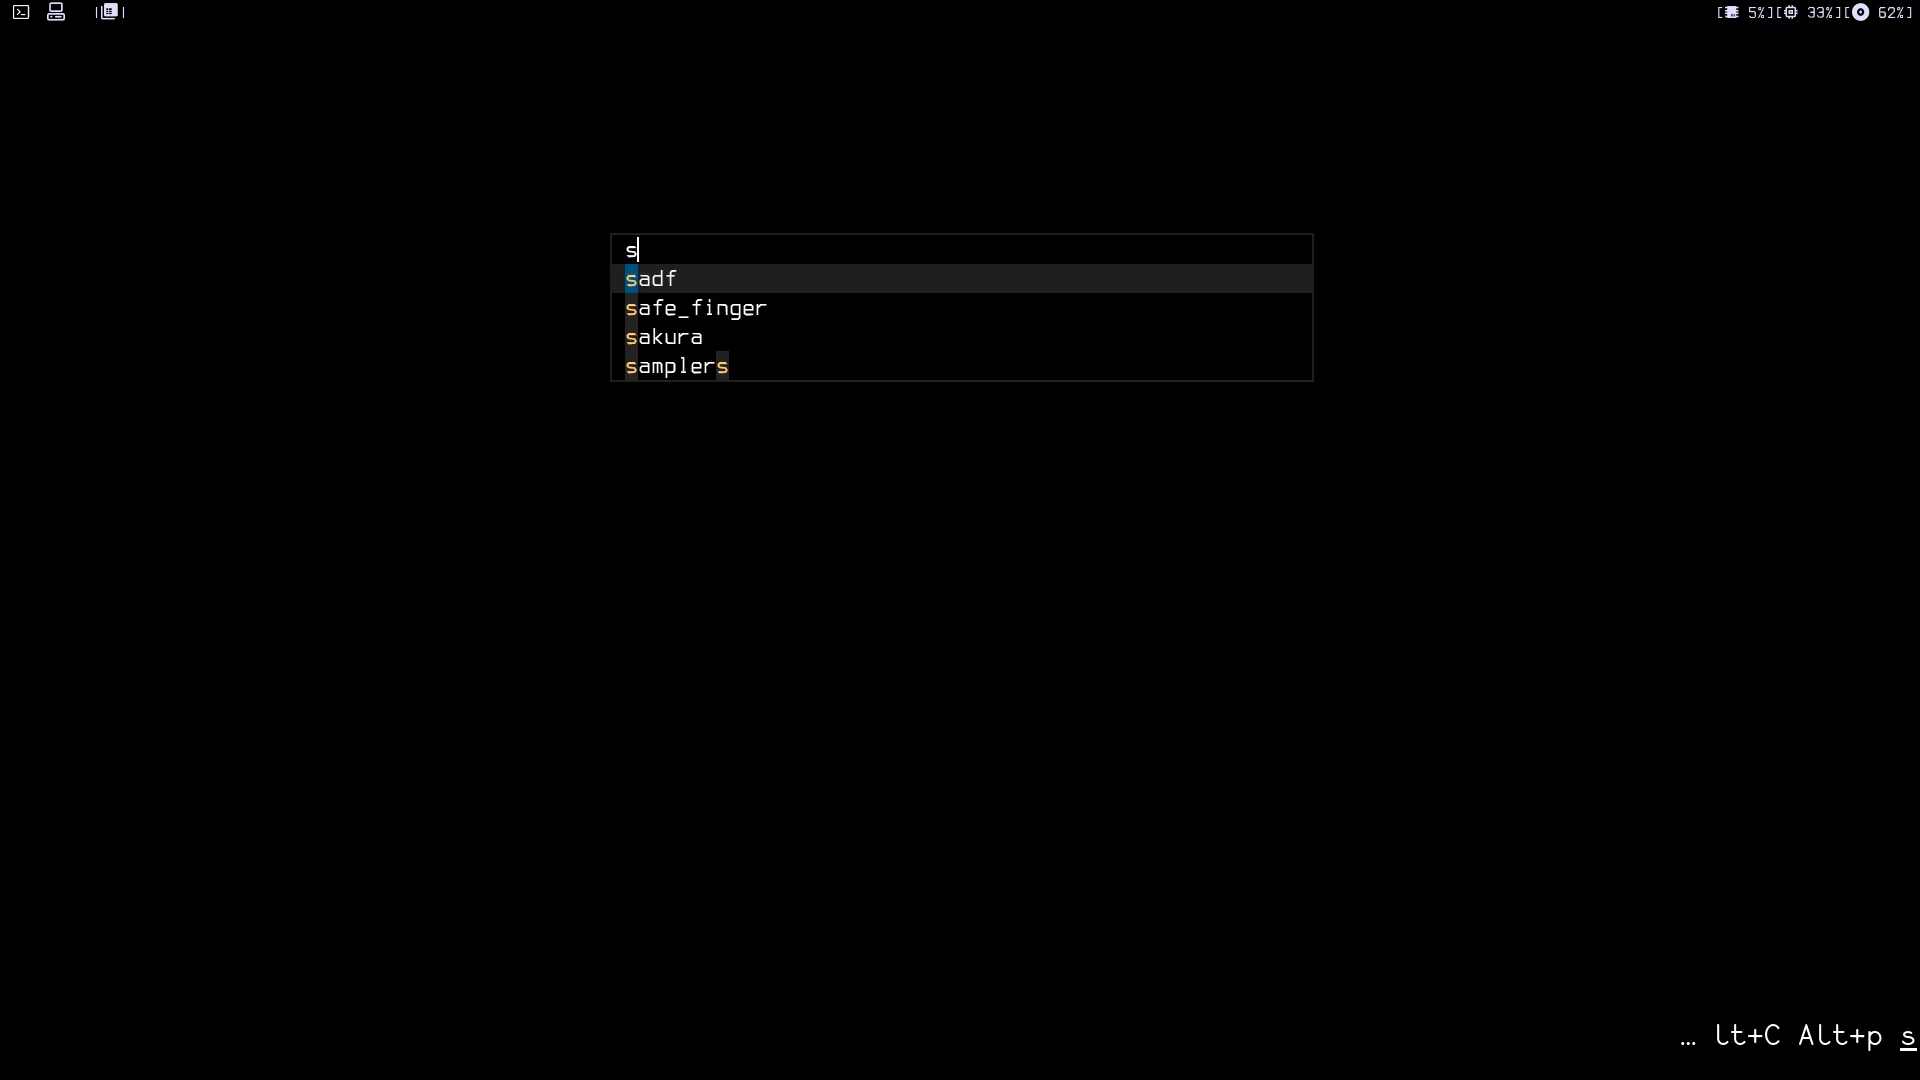 [ 5%][ 33%][ 62%]
s
sadf
safe_finger
sakura
samplers
… lt+C Alt+p s